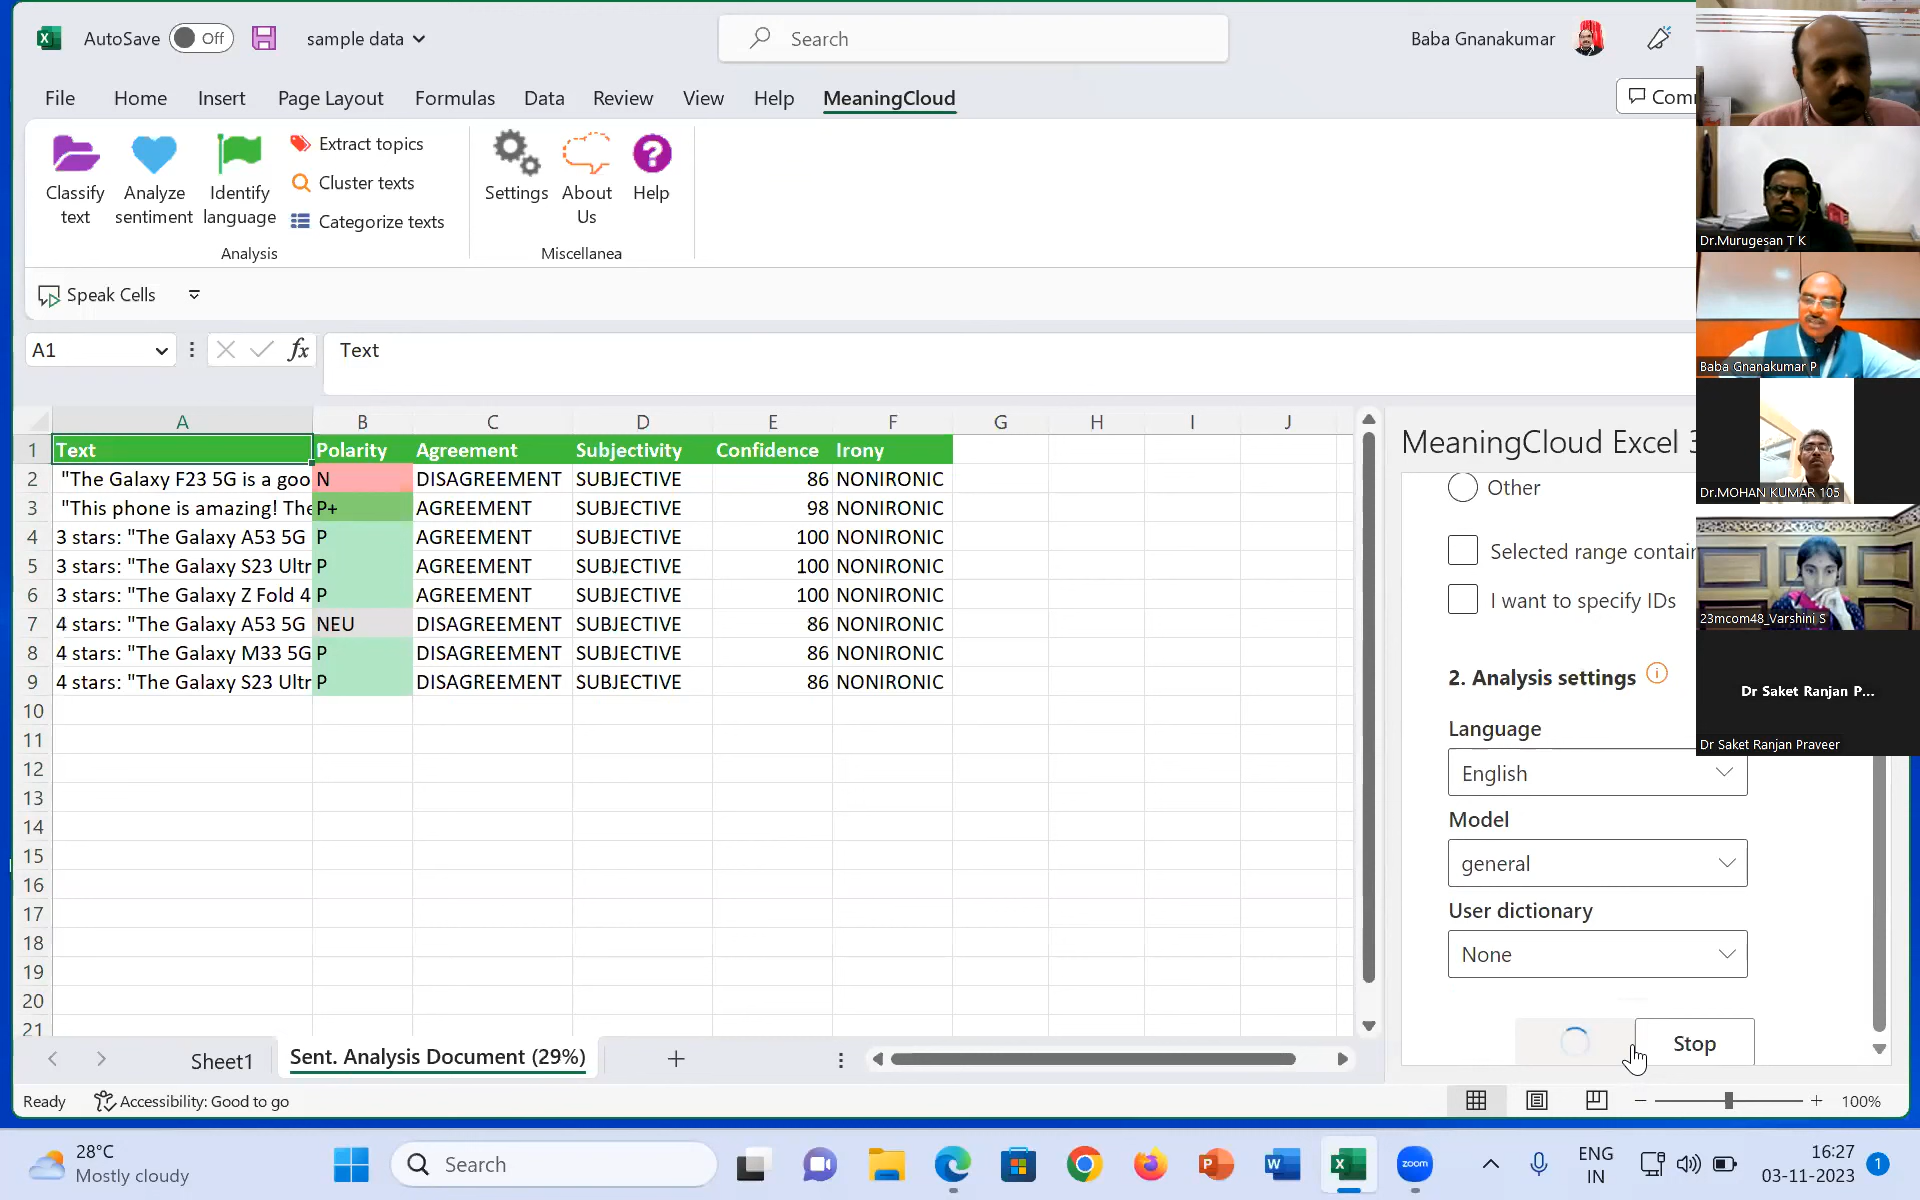 AutoSave Off sample data Search Baba Gnanakumar
File Home Insert Page Layout Formulas Data Review View Help MeaningCloud
Classify text
Analyze sentiment
Identify language
Extract topics
Cluster texts
Categorize texts
Analysis
Settings
About Us
Help
Miscellanea
Speak Cells
A1 fx Text
A B C D E F G H I J
1 Text Polarity Agreement Subjectivity Confidence Irony
2 "The Galaxy F23 5G is a goo N DISAGREEMENT SUBJECTIVE 86 NONIRONIC
3 "This phone is amazing! The P+ AGREEMENT SUBJECTIVE 98 NONIRONIC
4 3 stars: "The Galaxy A53 5G P AGREEMENT SUBJECTIVE 100 NONIRONIC
5 3 stars: "The Galaxy S23 Ultr P AGREEMENT SUBJECTIVE 100 NONIRONIC
6 3 stars: "The Galaxy Z Fold 4 P AGREEMENT SUBJECTIVE 100 NONIRONIC
7 4 stars: "The Galaxy A53 5G NEU DISAGREEMENT SUBJECTIVE 86 NONIRONIC
8 4 stars: "The Galaxy M33 5G P DISAGREEMENT SUBJECTIVE 86 NONIRONIC
9 4 stars: "The Galaxy S23 Ultr P DISAGREEMENT SUBJECTIVE 86 NONIRONIC
10
11
12
13
14
15
16
17
18
19
20
21
MeaningCloud Excel
Other
Selected range contain
I want to specify IDs
2. Analysis settings
Language
English
Model
general
User dictionary
None
Stop
Dr.Murugesan T K
Baba Gnanakumar P
Dr.MOHAN KUMAR 105
23mcom48_Varshini S
Dr Saket Ranjan P...
Dr Saket Ranjan Praveer
Sheet1 Sent. Analysis Document (29%)
Ready Accessibility: Good to go 100%
28°C
Mostly cloudy
Search
zoom
ENG
IN
16:27
03-11-2023
1